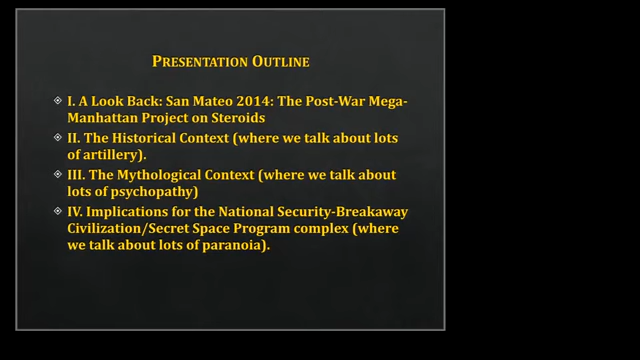 PRESENTATION OUTLINE
I. A Look Back: San Mateo 2014: The Post-War Mega-
Manhattan Project on Steroids
II. The Historical Context (where we talk about lots
of artillery).
III. The Mythological Context (where we talk about
lots of psychopathy)
IV. Implications for the National Security-Breakaway
Civilization/Secret Space Program complex (where
we talk about lots of paranoia).